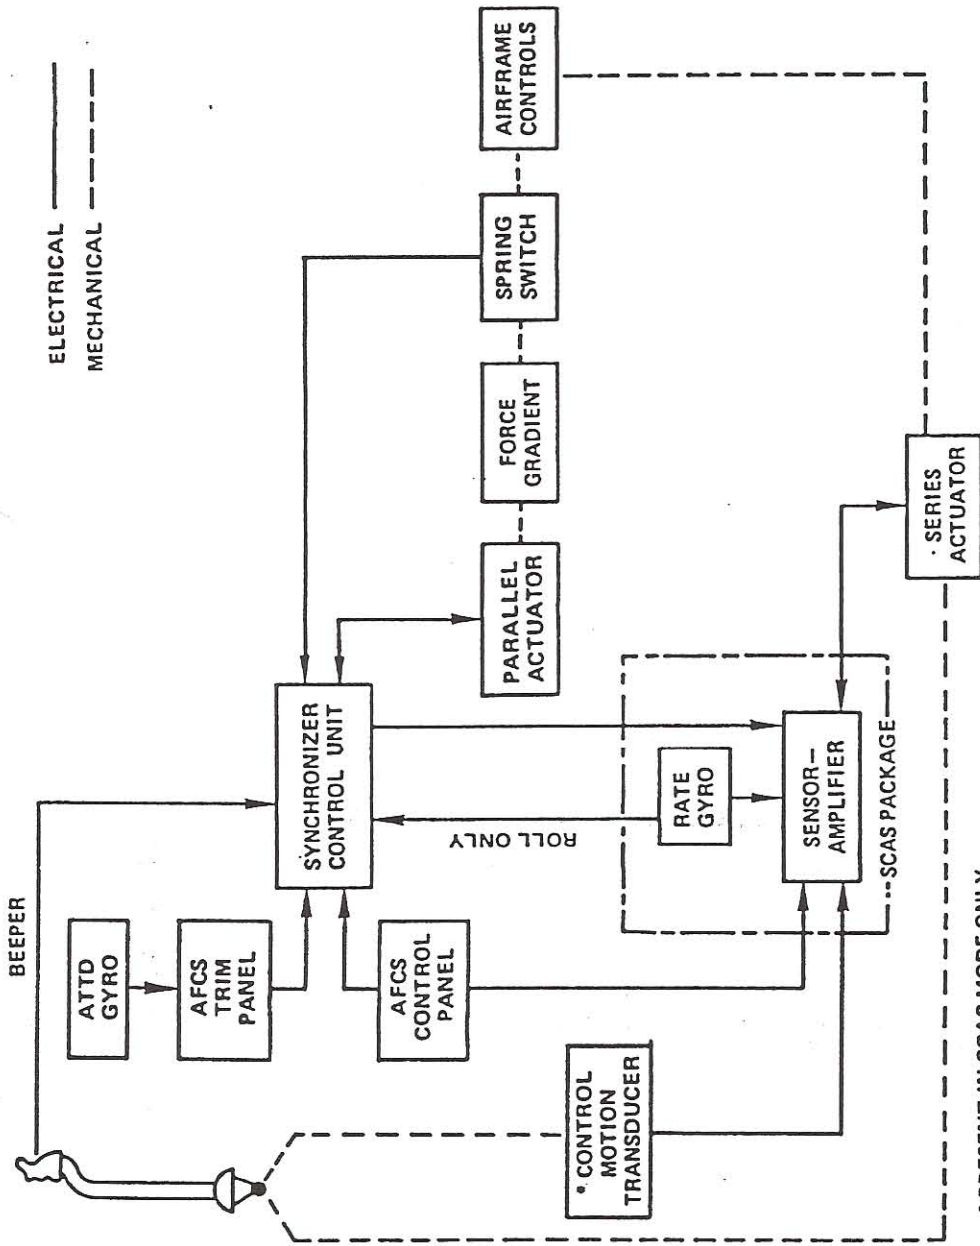 ELECTRICAL
MECHANICAL
BEEPER
ATTD
GYRO
AFCS
TRIM
PANEL
SYNCHRONIZER
CONTROL UNIT
AFCS
CONTROL
PANEL
ROLL ONLY
PARALLEL
ACTUATOR
FORCE
GRADIENT
SPRING
SWITCH
AIRFRAME
CONTROLS
* CONTROL
MOTION
TRANSDUCER
RATE
GYRO
SENSOR–
AMPLIFIER
SCAS PACKAGE
· SERIES
ACTUATOR